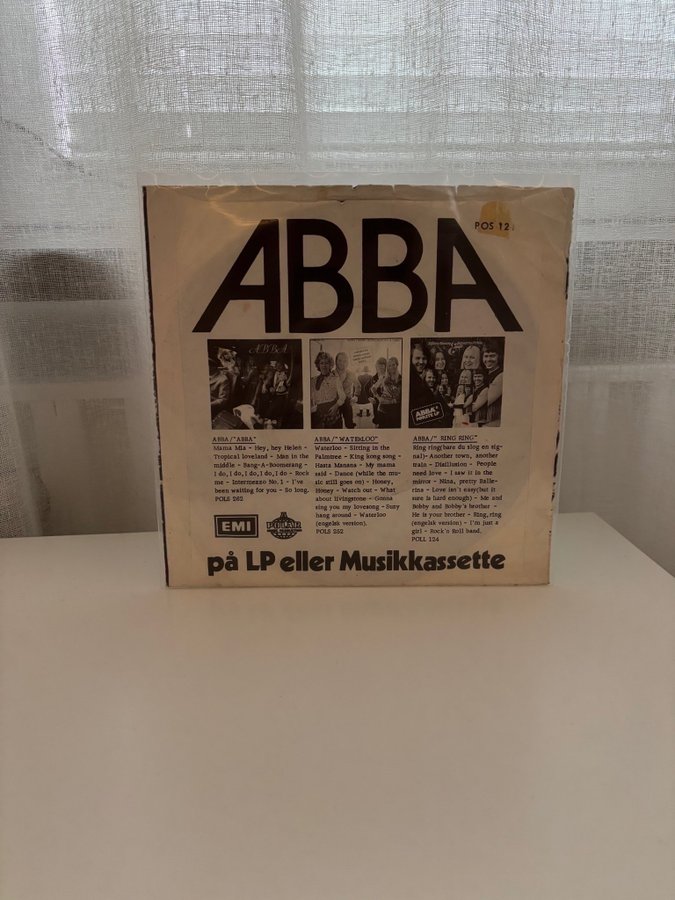 ABBA
POS 12
ABBA
ABBA'S
POSITIVE LP
ABBA/"ABBA"
Mama Mia - Hey, hey Helen -
Tropical loveland - Man in the
middle - Bang-A-Boomerang -
I do, I do, I do, I do, I do - Rock
me - Intermezzo No. 1 - I've
been waiting for you - So long.
POLS 262
ABBA/"WATERLOO"
Waterloo - Sitting in the
Palmtree - King kong song -
Hasta Manana - My mama
said - Dance (while the mu-
sic still goes on) - Honey,
Honey - Watch out - What
about livingstone - Gonna
sing you my lovesong - Suzy
hang around - Waterloo
(engelsk version).
POLS 252
ABBA/" RING RING"
Ring ring(bare du slog en sig-
nal)- Another town, another
train - Disillusion - People
need love - I saw it in the
mirror - Nina, pretty Balle-
rina - Love isn't easy(but it
sure is hard enough) - Me and
Bobby and Bobby's brother -
He is your brother - Ring, ring
(engelsk version) - I'm just a
girl - Rock'n Roll band.
POLL 124
EMI
på LP eller Musikkassette